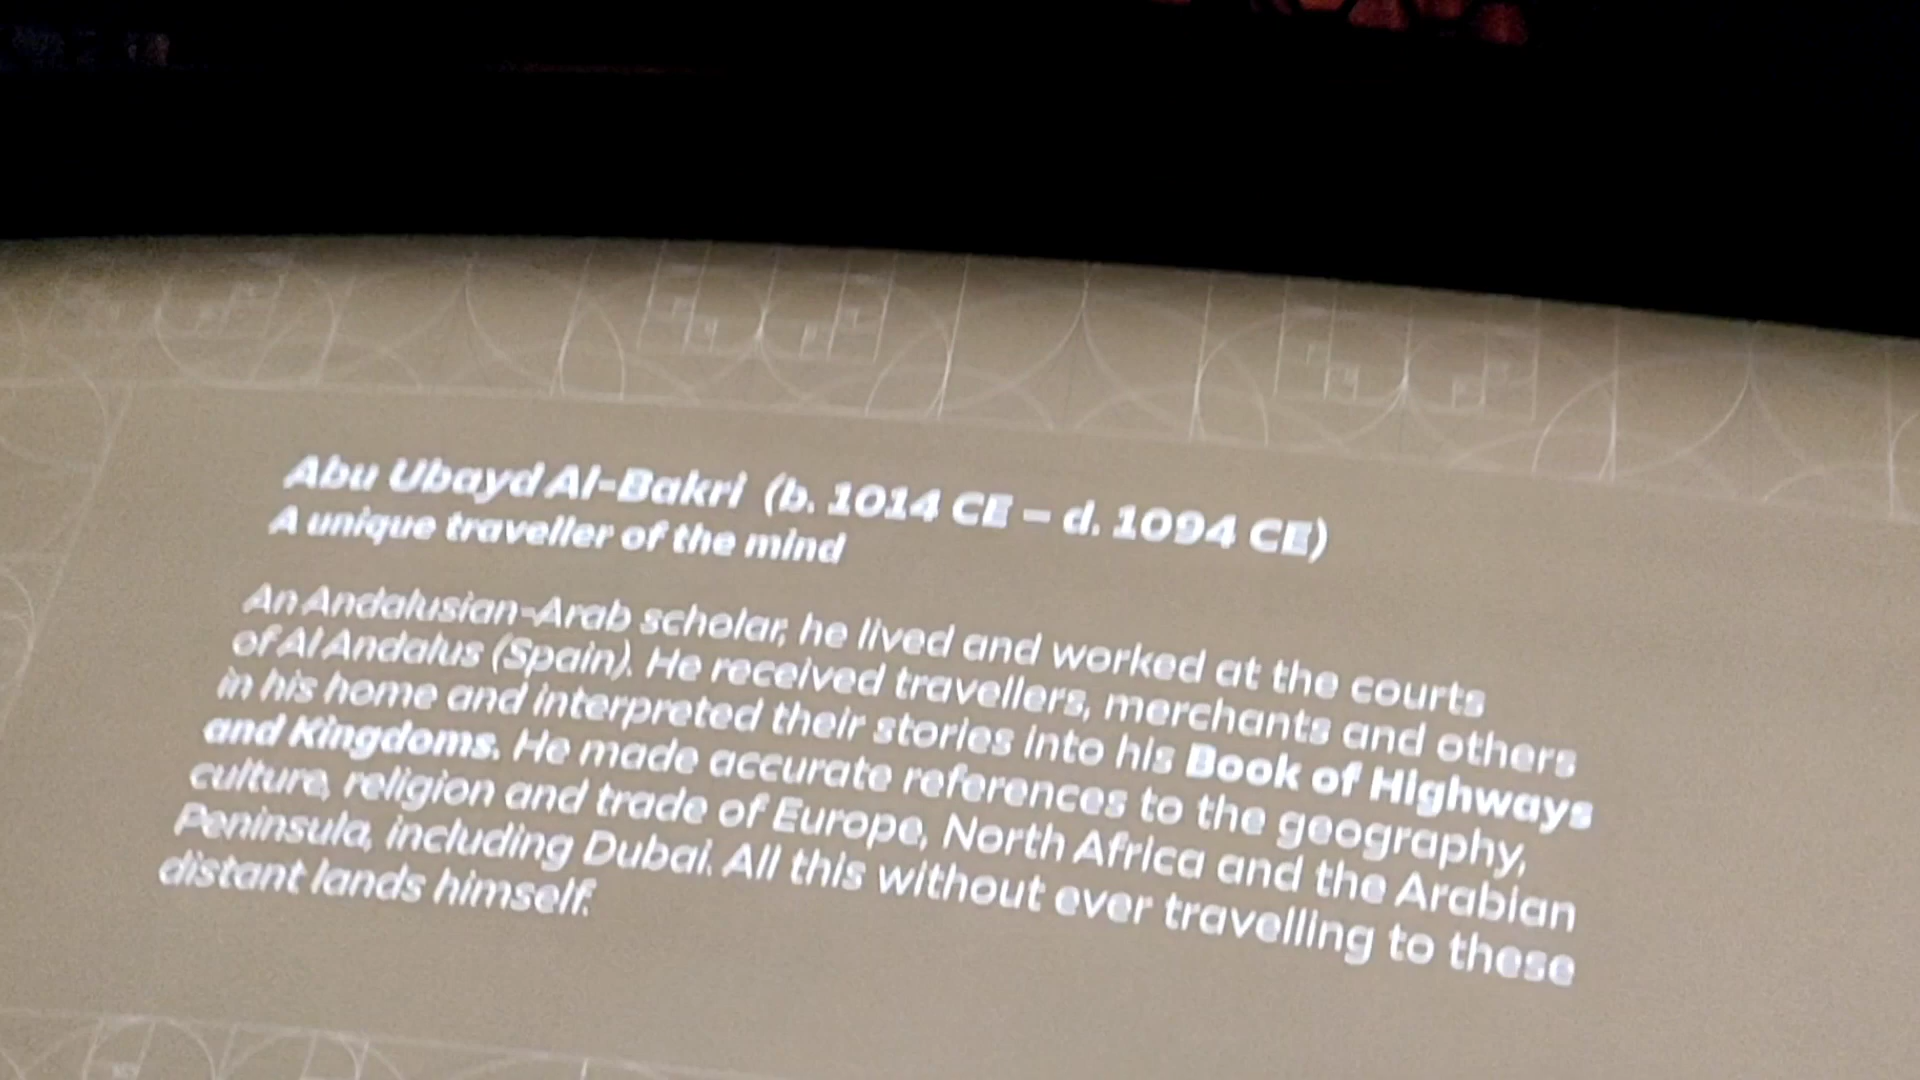 Abu Ubayd Al-Bakri (b. 1014 CE – d. 1094 CE)
A unique traveller of the mind
An Andalusian-Arab scholar, he lived and worked at the courts
of Al Andalus (Spain). He received travellers, merchants and others
in his home and interpreted their stories into his Book of Highways
and Kingdoms. He made accurate references to the geography,
culture, religion and trade of Europe, North Africa and the Arabian
Peninsula, including Dubai. All this without ever travelling to these
distant lands himself.